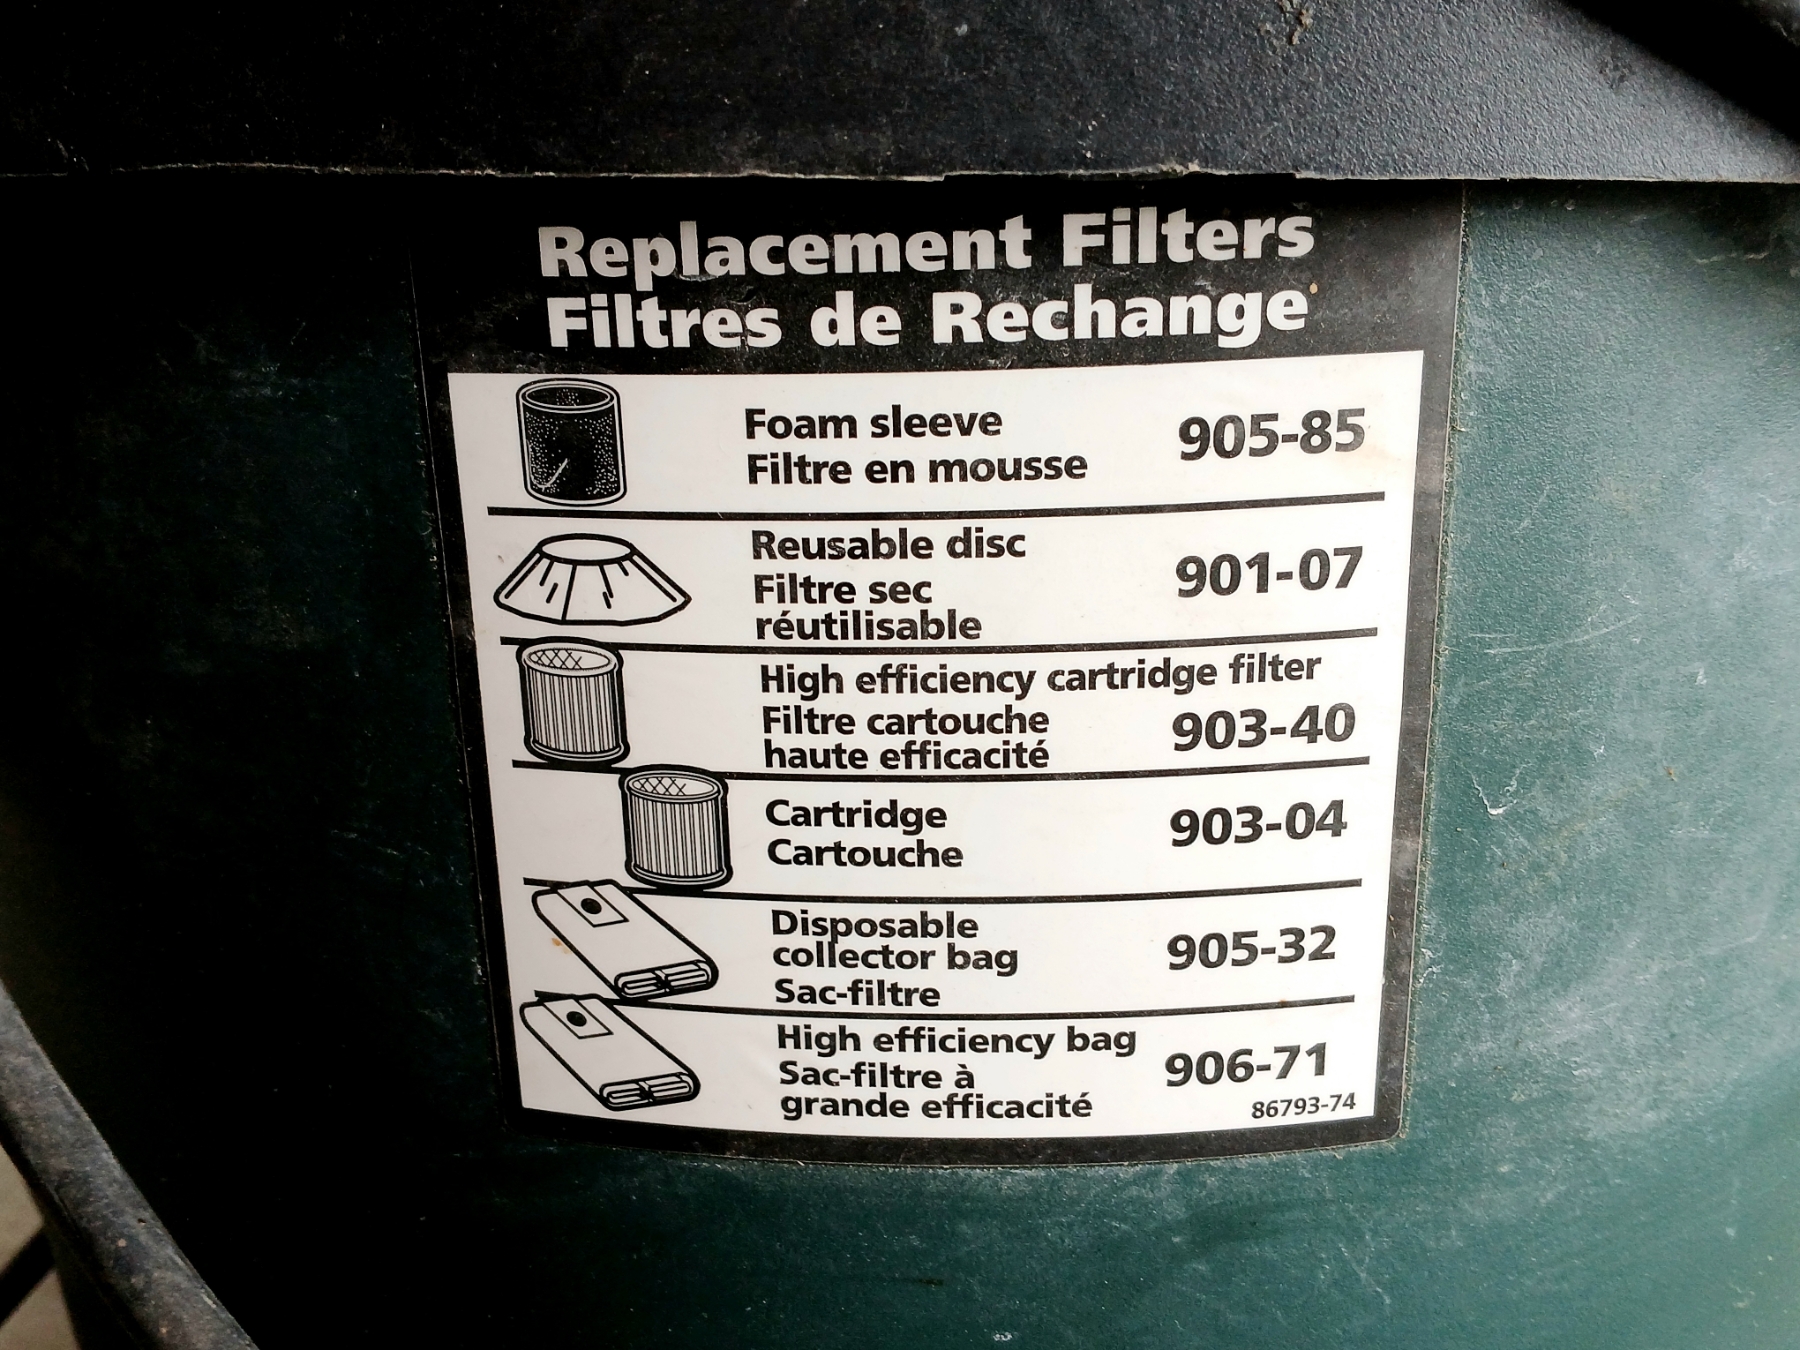 Replacement Filters
Filtres de Rechange
Foam sleeve
Filtre en mousse
905-85
Reusable disc
Filtre sec
réutilisable
901-07
High efficiency cartridge filter
Filtre cartouche
haute efficacité
903-40
Cartridge
Cartouche
903-04
Disposable
collector bag
Sac-filtre
905-32
High efficiency bag
Sac-filtre à
grande efficacité
906-71
86793-74